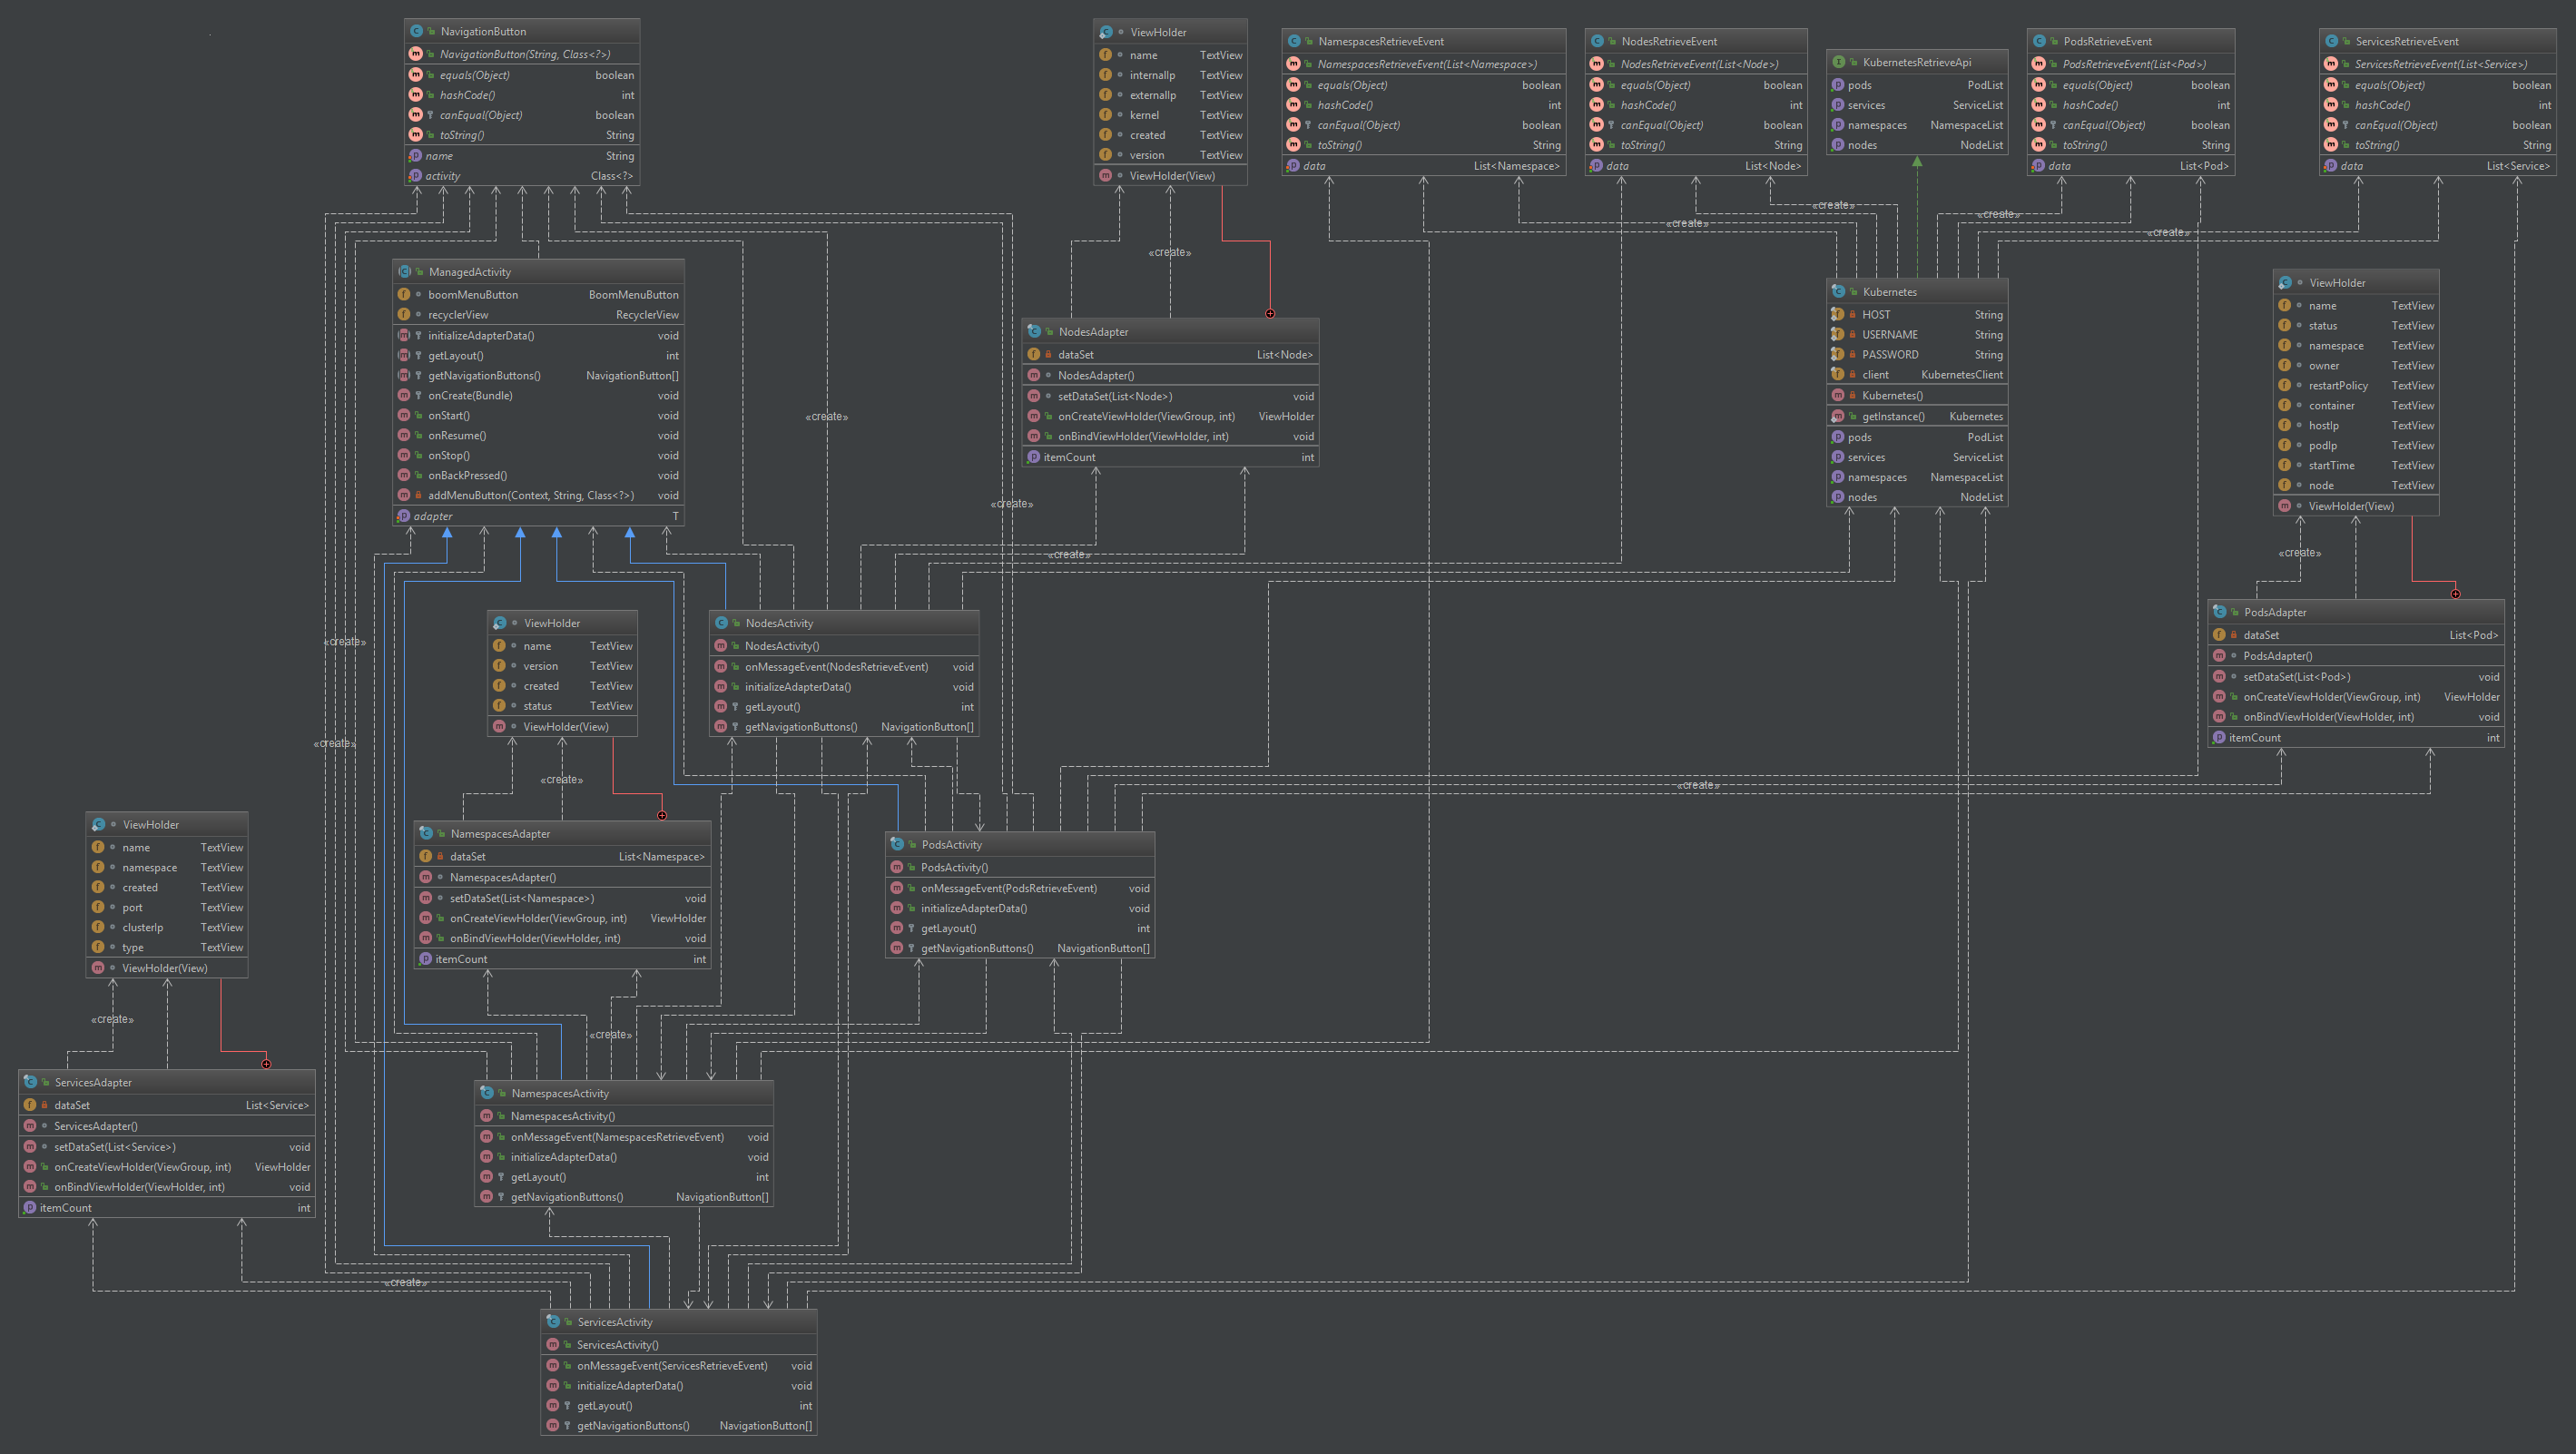 NavigationButton
NavigationButton(String, Class<?>)
equals(Object) boolean
hashCode() int
canEqual(Object) boolean
toString() String
name String
activity Class<?>
ViewHolder
name TextView
internalIp TextView
externalIp TextView
kernel TextView
created TextView
version TextView
ViewHolder(View)
NamespacesRetrieveEvent
NamespacesRetrieveEvent(List<Namespace>)
equals(Object) boolean
hashCode() int
canEqual(Object) boolean
toString() String
data List<Namespace>
NodesRetrieveEvent
NodesRetrieveEvent(List<Node>)
equals(Object) boolean
hashCode() int
canEqual(Object) boolean
toString() String
data List<Node>
KubernetesRetrieveApi
pods PodList
services ServiceList
namespaces NamespaceList
nodes NodeList
PodsRetrieveEvent
PodsRetrieveEvent(List<Pod>)
equals(Object) boolean
hashCode() int
canEqual(Object) boolean
toString() String
data List<Pod>
ServicesRetrieveEvent
ServicesRetrieveEvent(List<Service>)
equals(Object) boolean
hashCode() int
canEqual(Object) boolean
toString() String
data List<Service>
«create»
«create»
«create»
«create»
«create»
ManagedActivity
boomMenuButton BoomMenuButton
recyclerView RecyclerView
initializeAdapterData() void
getLayout() int
getNavigationButtons() NavigationButton[]
onCreate(Bundle) void
onStart() void
onResume() void
onStop() void
onBackPressed() void
addMenuButton(Context, String, Class<?>) void
adapter T
NodesAdapter
dataSet List<Node>
NodesAdapter()
setDataSet(List<Node>) void
onCreateViewHolder(ViewGroup, int) ViewHolder
onBindViewHolder(ViewHolder, int) void
itemCount int
Kubernetes
HOST String
USERNAME String
PASSWORD String
client KubernetesClient
Kubernetes()
getInstance() Kubernetes
pods PodList
services ServiceList
namespaces NamespaceList
nodes NodeList
ViewHolder
name TextView
status TextView
namespace TextView
owner TextView
restartPolicy TextView
container TextView
hostIp TextView
podIp TextView
startTime TextView
node TextView
ViewHolder(View)
«create»
«create»
«create»
«create»
ViewHolder
name TextView
version TextView
created TextView
status TextView
ViewHolder(View)
NodesActivity
NodesActivity()
onMessageEvent(NodesRetrieveEvent) void
initializeAdapterData() void
getLayout() int
getNavigationButtons() NavigationButton[]
PodsAdapter
dataSet List<Pod>
PodsAdapter()
setDataSet(List<Pod>) void
onCreateViewHolder(ViewGroup, int) ViewHolder
onBindViewHolder(ViewHolder, int) void
itemCount int
«create»
«create»
«create»
«create»
ViewHolder
name TextView
namespace TextView
created TextView
port TextView
clusterIp TextView
type TextView
ViewHolder(View)
NamespacesAdapter
dataSet List<Namespace>
NamespacesAdapter()
setDataSet(List<Namespace>) void
onCreateViewHolder(ViewGroup, int) ViewHolder
onBindViewHolder(ViewHolder, int) void
itemCount int
PodsActivity
PodsActivity()
onMessageEvent(PodsRetrieveEvent) void
initializeAdapterData() void
getLayout() int
getNavigationButtons() NavigationButton[]
«create»
«create»
ServicesAdapter
dataSet List<Service>
ServicesAdapter()
setDataSet(List<Service>) void
onCreateViewHolder(ViewGroup, int) ViewHolder
onBindViewHolder(ViewHolder, int) void
itemCount int
NamespacesActivity
NamespacesActivity()
onMessageEvent(NamespacesRetrieveEvent) void
initializeAdapterData() void
getLayout() int
getNavigationButtons() NavigationButton[]
«create»
ServicesActivity
ServicesActivity()
onMessageEvent(ServicesRetrieveEvent) void
initializeAdapterData() void
getLayout() int
getNavigationButtons() NavigationButton[]